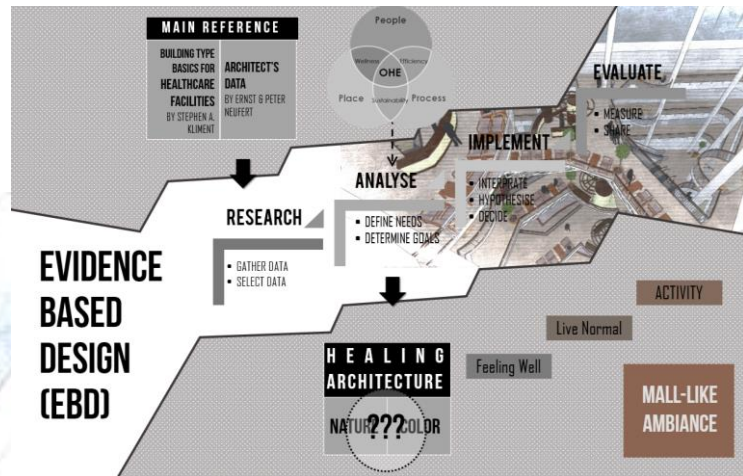 MAIN REFERENCE
BUILDING TYPE
BASICS FOR
HEALTHCARE
FACILITIES
BY STEPHEN A.
KLIMENT
ARCHITECT'S
DATA
BY ERNST & PETER
NEUFERT
People
Wellness
Efficiency
OHE
Place
Sustainability
Process
EVALUATE
MEASURE
SHARE
IMPLEMENT
INTERPRATE
HYPOTHESISE
DECIDE
ANALYSE
DEFINE NEEDS
DETERMINE GOALS
RESEARCH
GATHER DATA
SELECT DATA
EVIDENCE
BASED
DESIGN
(EBD)
HEALING
ARCHITECTURE
NATURE
???
COLOR
Feeling Well
Live Normal
ACTIVITY
MALL-LIKE
AMBIANCE